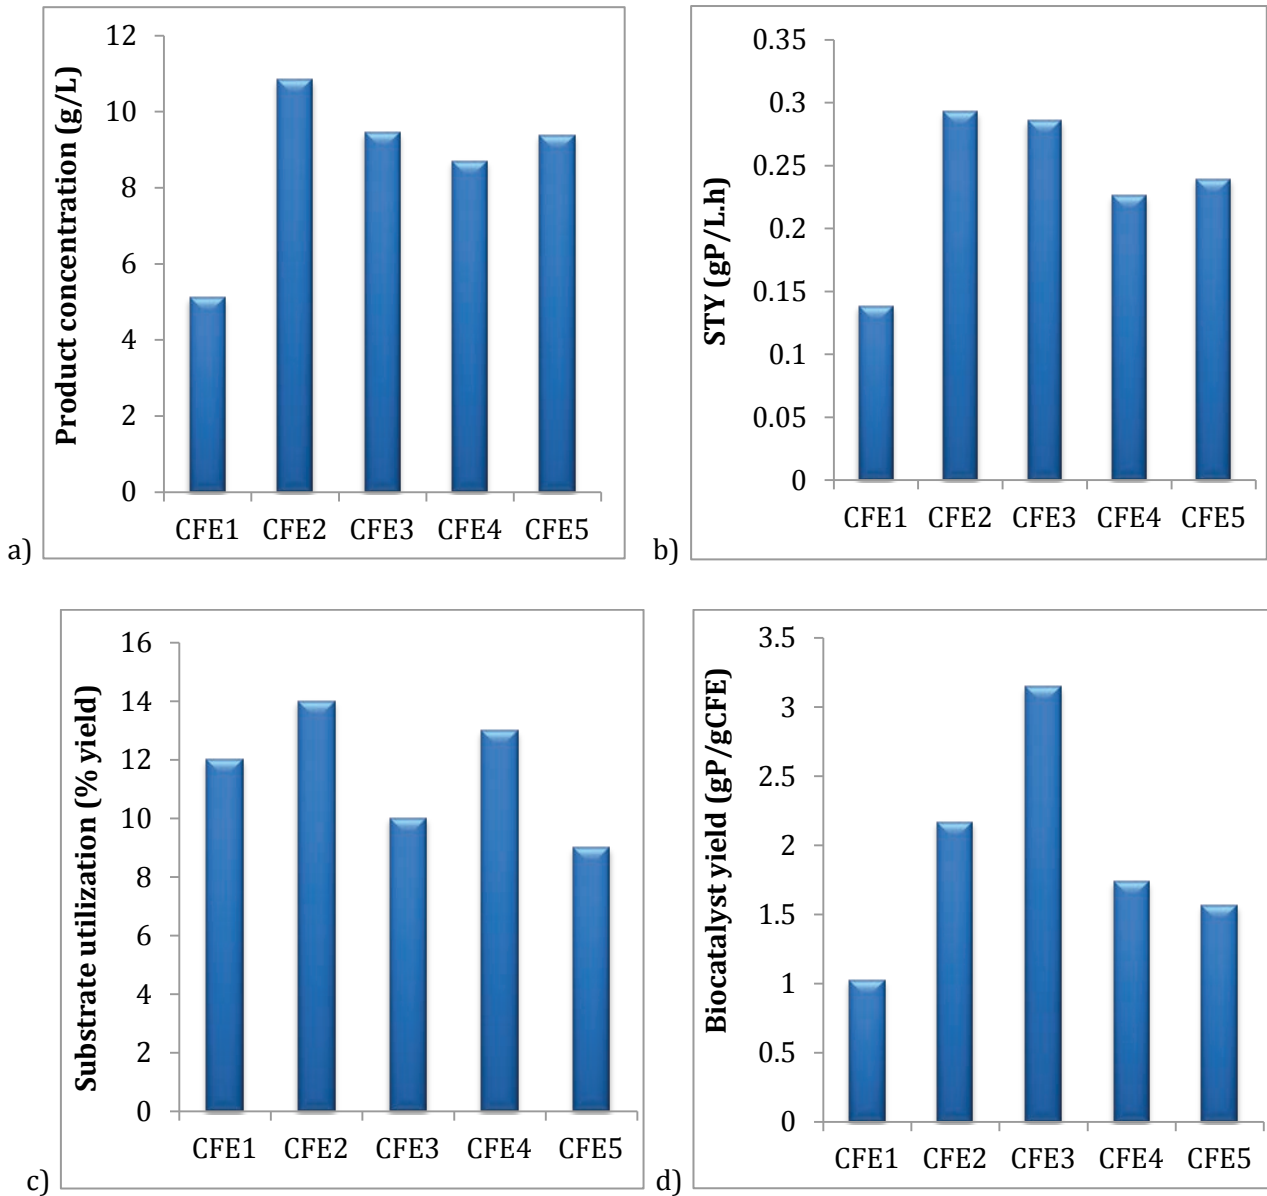 Product concentration (g/L)
12
10
8
6
4
2
0
CFE1 CFE2 CFE3 CFE4 CFE5
a)
STY (gP/L.h)
0.35
0.3
0.25
0.2
0.15
0.1
0.05
0
CFE1 CFE2 CFE3 CFE4 CFE5
b)
Substrate utilization (% yield)
16
14
12
10
8
6
4
2
0
CFE1 CFE2 CFE3 CFE4 CFE5
c)
Biocatalyst yield (gP/gCFE)
3.5
3
2.5
2
1.5
1
0.5
0
CFE1 CFE2 CFE3 CFE4 CFE5
d)